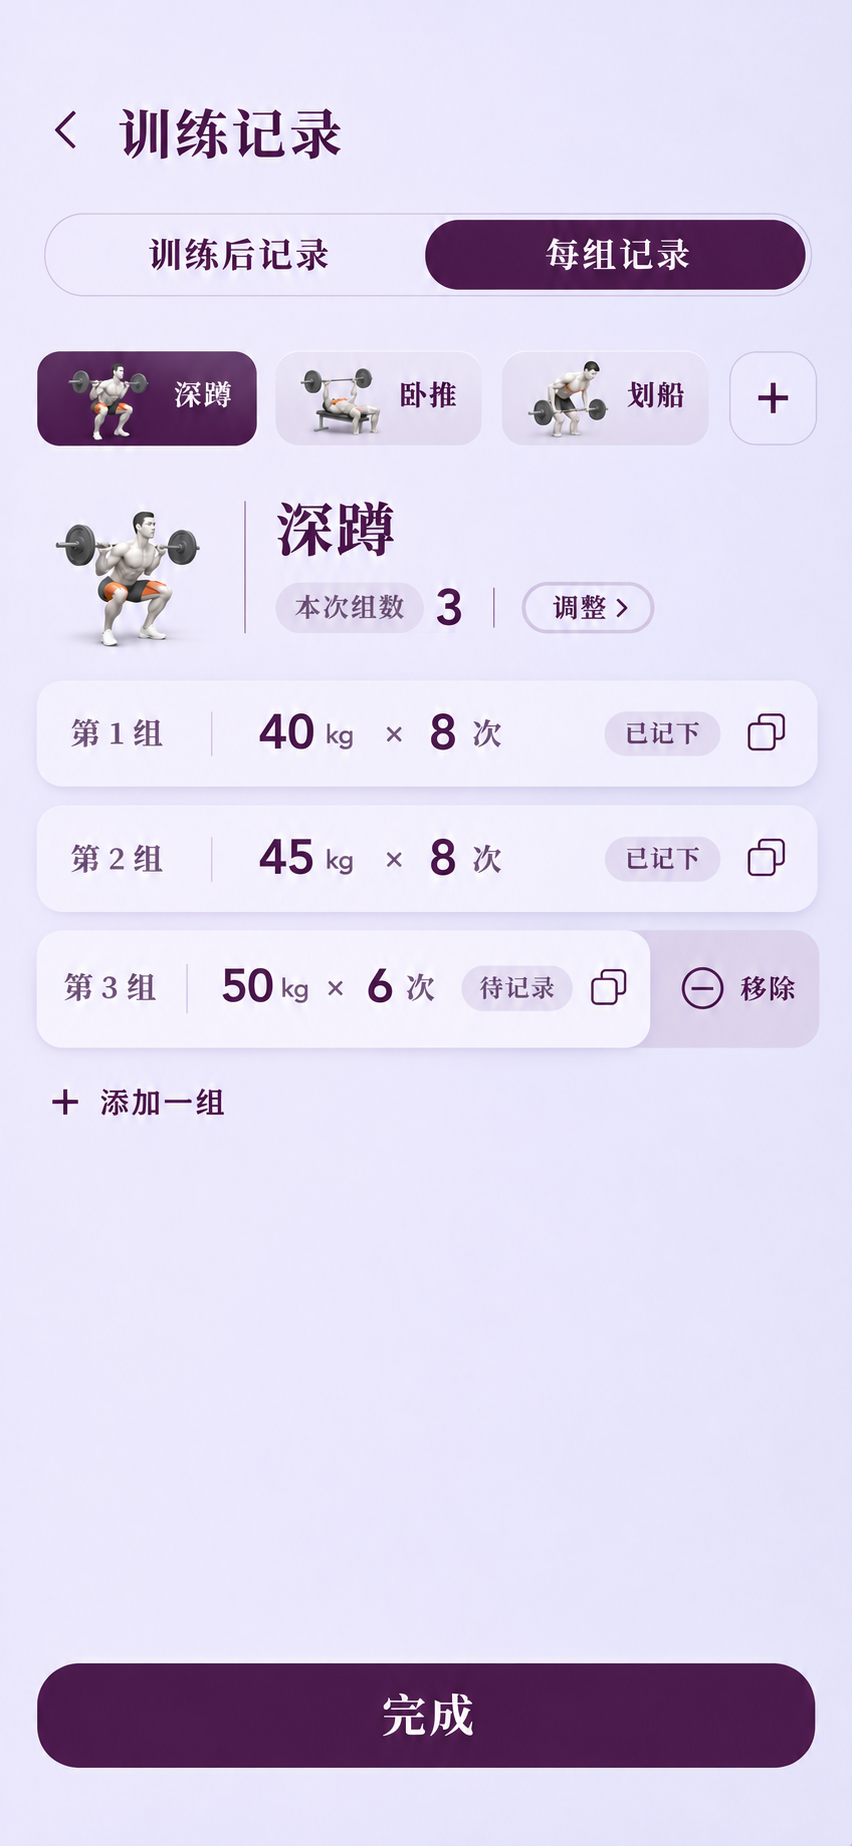 训练记录
训练后记录 每组记录
深蹲 卧推 划船 +
深蹲
本次组数 3 调整 >
第 1 组 40 kg × 8 次 已记下
第 2 组 45 kg × 8 次 已记下
第 3 组 50 kg × 6 次 待记录 移除
+ 添加一组
完成